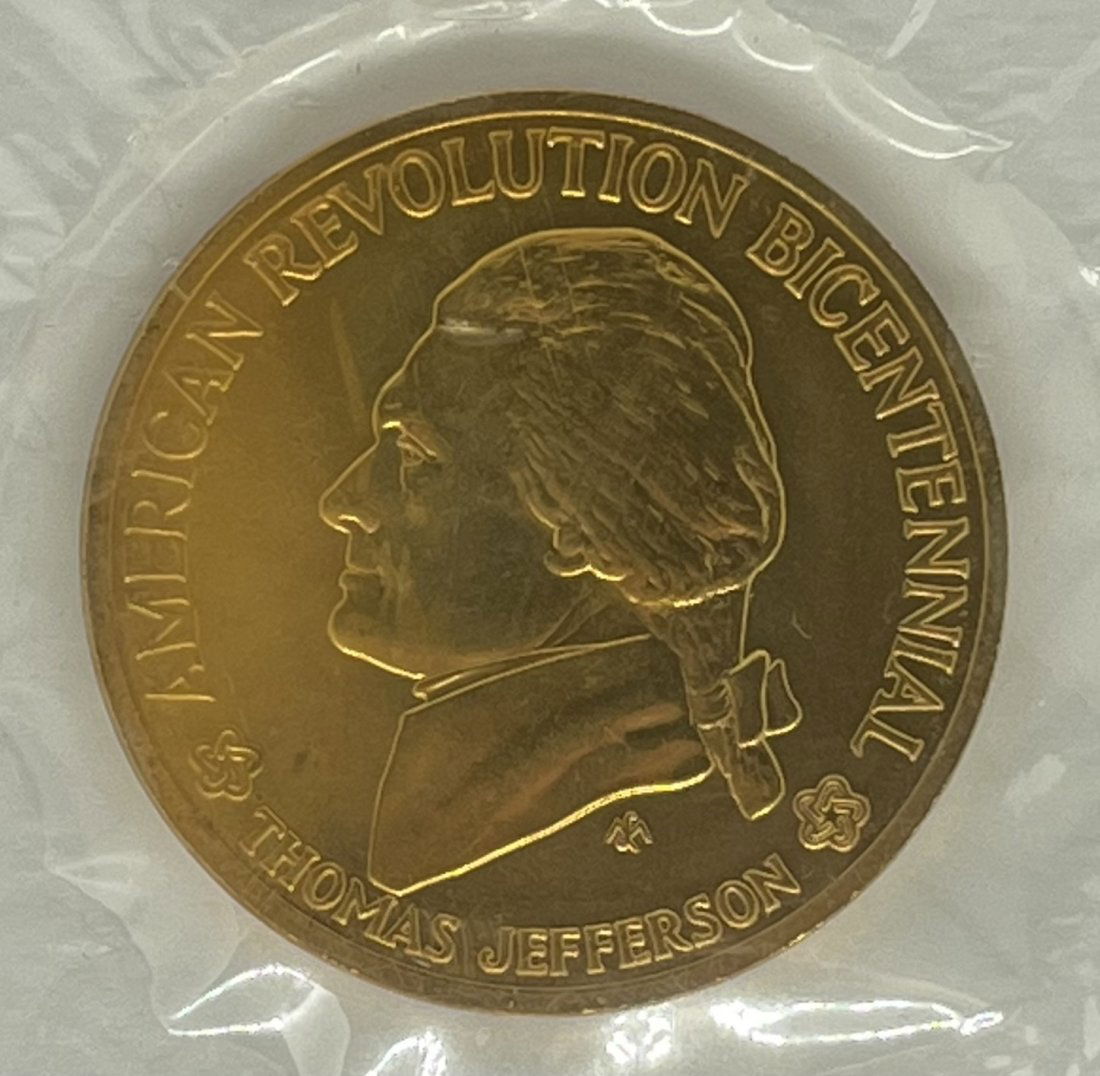 AMERICAN REVOLUTION BICENTENNIAL
THOMAS JEFFERSON